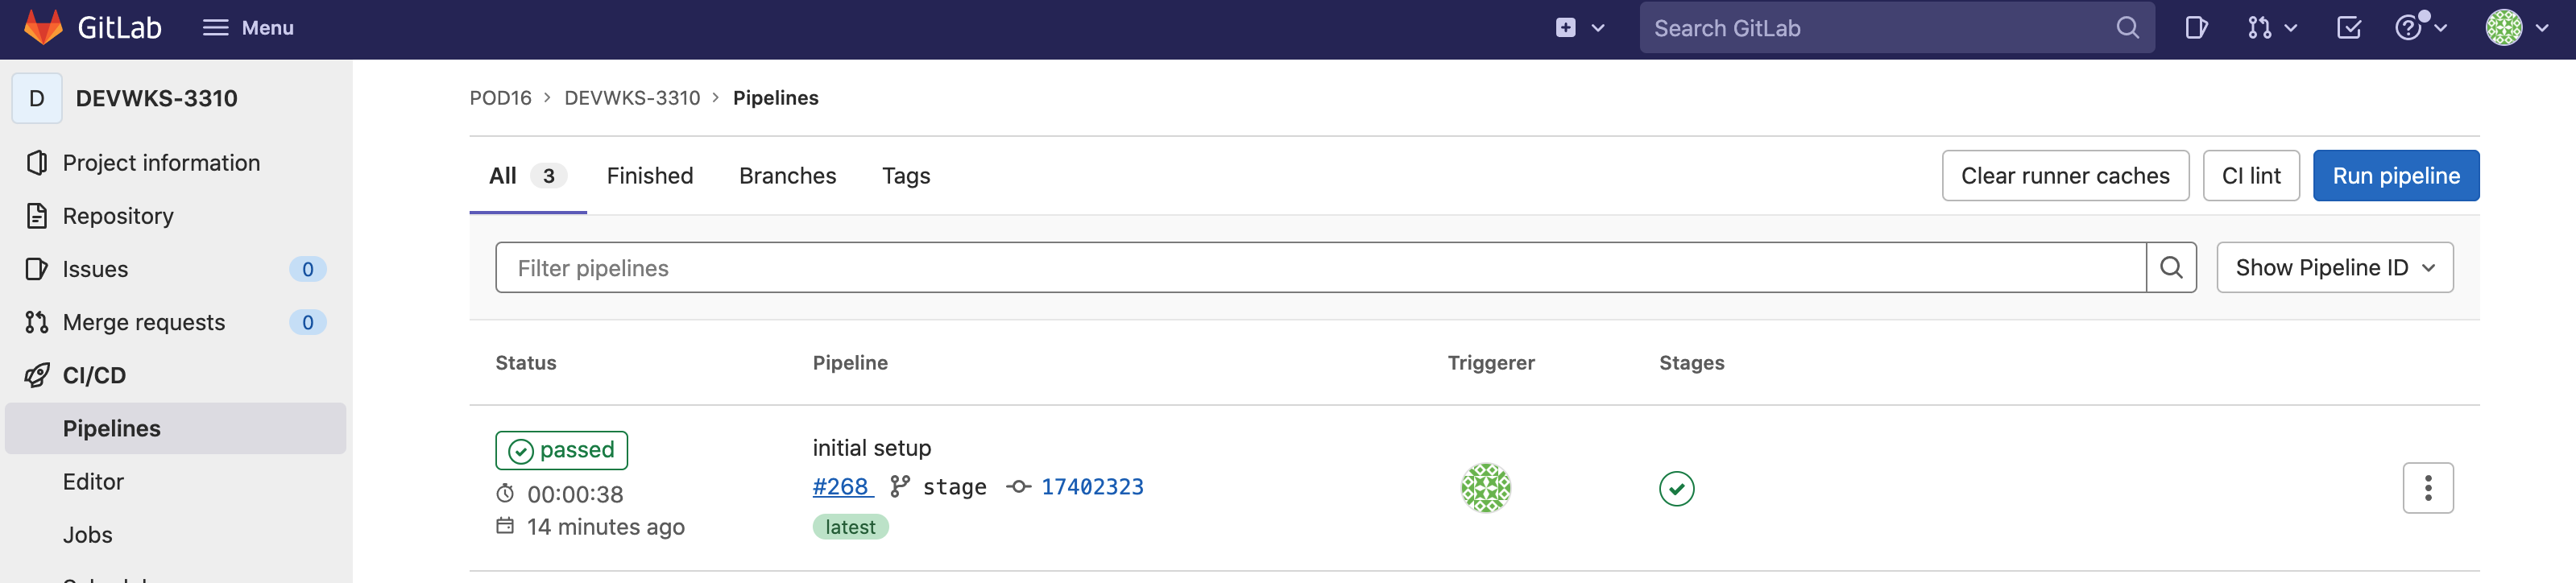 GitLab
Menu
Search GitLab
D
DEVWKS-3310
Project information
Repository
Issues 0
Merge requests 0
CI/CD
Pipelines
Editor
Jobs
POD16 > DEVWKS-3310 > Pipelines
All 3 Finished Branches Tags
Clear runner caches CI lint Run pipeline
Filter pipelines
Show Pipeline ID
Status Pipeline Triggerer Stages
passed
00:00:38
14 minutes ago
initial setup
#268 stage 17402323
latest